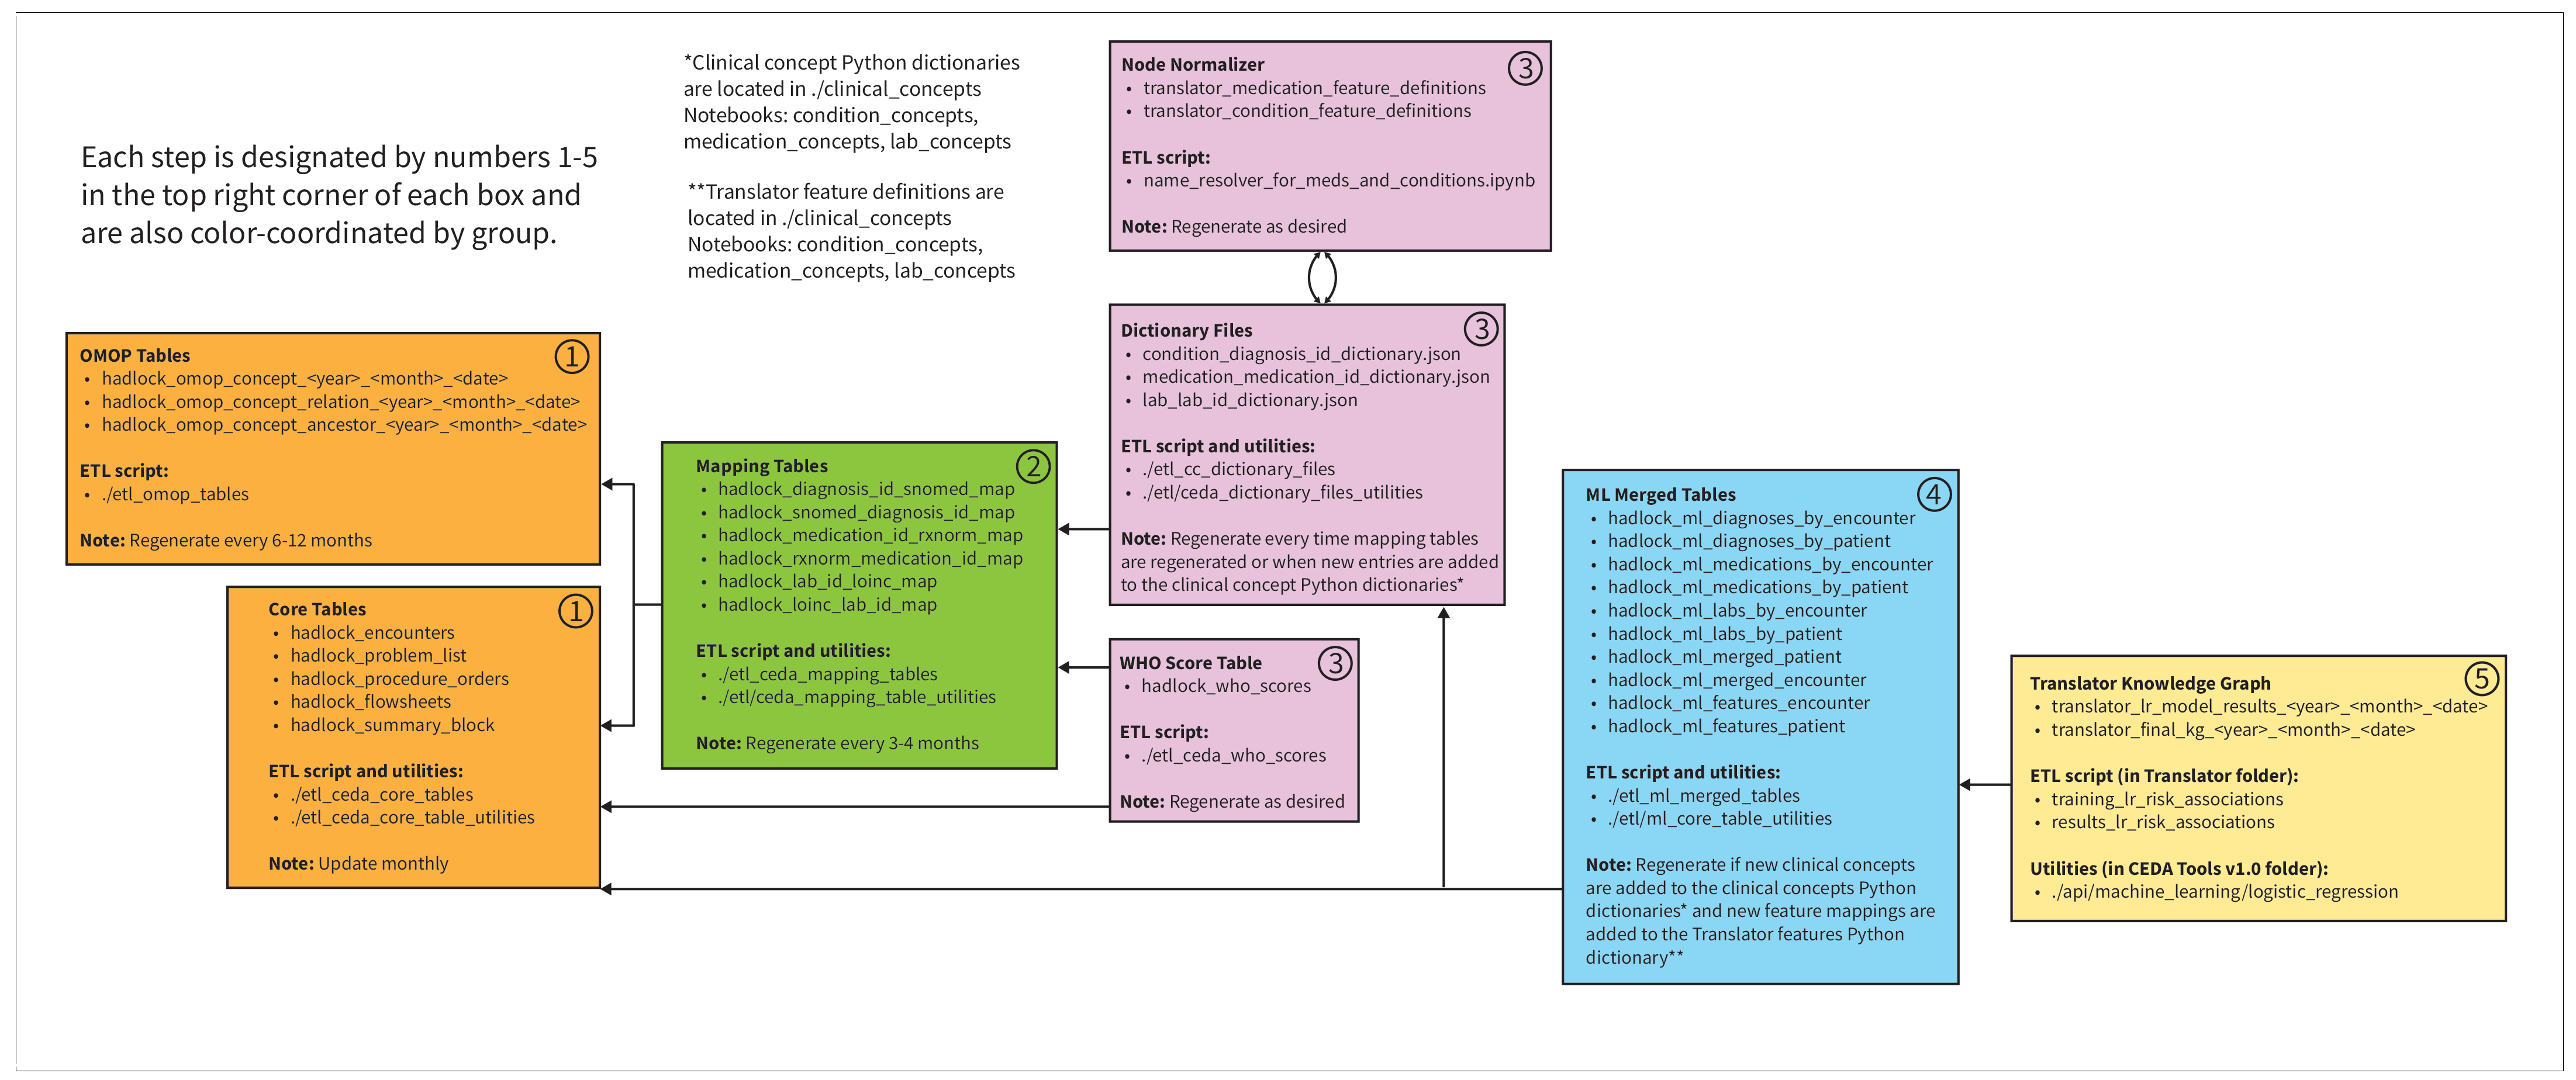 Each step is designated by numbers 1-5
in the top right corner of each box and
are also color-coordinated by group.
*Clinical concept Python dictionaries
are located in ./clinical_concepts
Notebooks: condition_concepts,
medication_concepts, lab_concepts
**Translator feature definitions are
located in ./clinical_concepts
Notebooks: condition_concepts,
medication_concepts, lab_concepts
Node Normalizer
3
• translator_medication_feature_definitions
• translator_condition_feature_definitions
ETL script:
• name_resolver_for_meds_and_conditions.ipynb
Note: Regenerate as desired
OMOP Tables
1
• hadlock_omop_concept_<year>_<month>_<date>
• hadlock_omop_concept_relation_<year>_<month>_<date>
• hadlock_omop_concept_ancestor_<year>_<month>_<date>
ETL script:
• ./etl_omop_tables
Note: Regenerate every 6-12 months
Core Tables
1
• hadlock_encounters
• hadlock_problem_list
• hadlock_procedure_orders
• hadlock_flowsheets
• hadlock_summary_block
ETL script and utilities:
• ./etl_ceda_core_tables
• ./etl_ceda_core_table_utilities
Note: Update monthly
Mapping Tables
2
• hadlock_diagnosis_id_snomed_map
• hadlock_snomed_diagnosis_id_map
• hadlock_medication_id_rxnorm_map
• hadlock_rxnorm_medication_id_map
• hadlock_lab_id_loinc_map
• hadlock_loinc_lab_id_map
ETL script and utilities:
• ./etl_ceda_mapping_tables
• ./etl/ceda_mapping_table_utilities
Note: Regenerate every 3-4 months
Dictionary Files
3
• condition_diagnosis_id_dictionary.json
• medication_medication_id_dictionary.json
• lab_lab_id_dictionary.json
ETL script and utilities:
• ./etl_cc_dictionary_files
• ./etl/ceda_dictionary_files_utilities
Note: Regenerate every time mapping tables
are regenerated or when new entries are added
to the clinical concept Python dictionaries*
WHO Score Table
3
• hadlock_who_scores
ETL script:
• ./etl_ceda_who_scores
Note: Regenerate as desired
ML Merged Tables
4
• hadlock_ml_diagnoses_by_encounter
• hadlock_ml_diagnoses_by_patient
• hadlock_ml_medications_by_encounter
• hadlock_ml_medications_by_patient
• hadlock_ml_labs_by_encounter
• hadlock_ml_labs_by_patient
• hadlock_ml_merged_patient
• hadlock_ml_merged_encounter
• hadlock_ml_features_encounter
• hadlock_ml_features_patient
ETL script and utilities:
• ./etl_ml_merged_tables
• ./etl/ml_core_table_utilities
Note: Regenerate if new clinical concepts
are added to the clinical concepts Python
dictionaries* and new feature mappings are
added to the Translator features Python
dictionary**
Translator Knowledge Graph
5
• translator_lr_model_results_<year>_<month>_<date>
• translator_final_kg_<year>_<month>_<date>
ETL script (in Translator folder):
• training_lr_risk_associations
• results_lr_risk_associations
Utilities (in CEDA Tools v1.0 folder):
• ./api/machine_learning/logistic_regression